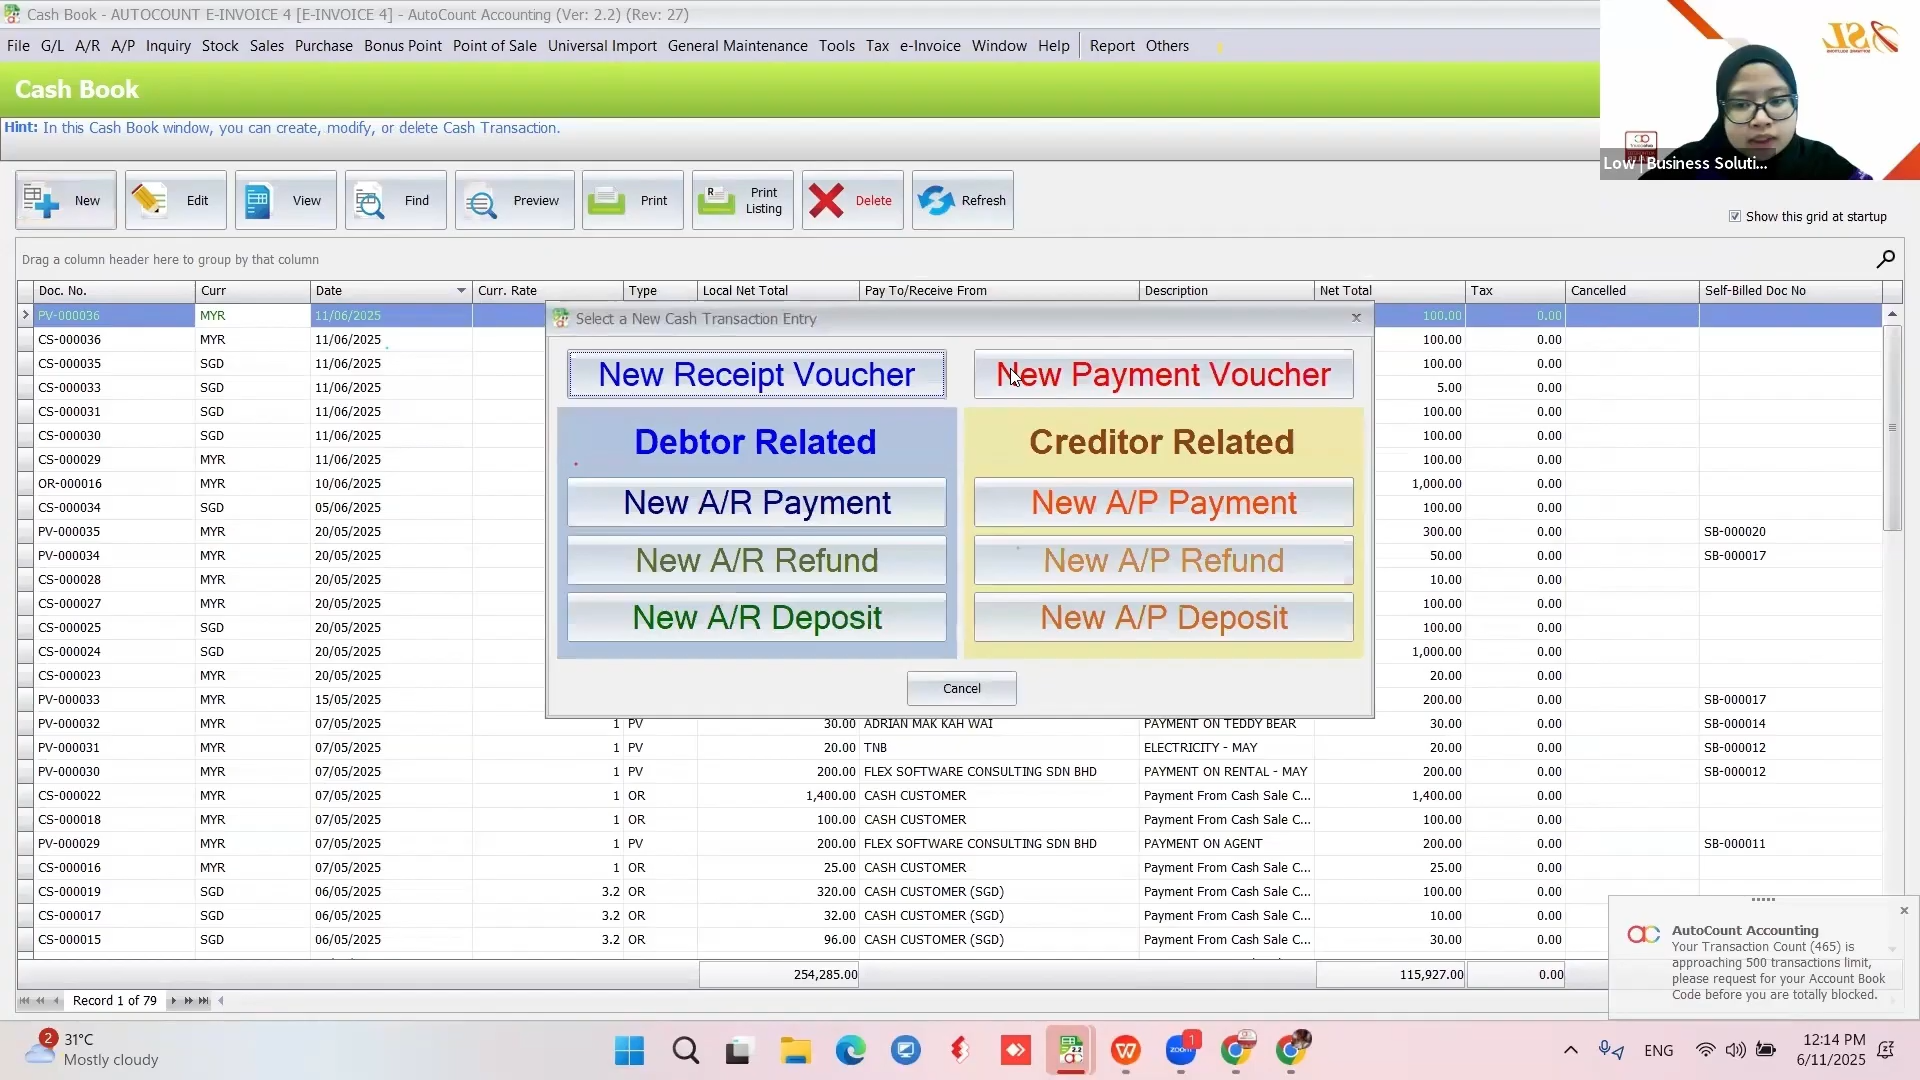 Cash Book - AUTOCOUNT E-INVOICE 4 [E-INVOICE 4] - AutoCount Accounting (Ver: 2.2) (Rev: 27)
File G/L A/R A/P Inquiry Stock Sales Purchase Bonus Point Point of Sale Universal Import General Maintenance Tools Tax e-Invoice Window Help Report Others
Cash Book
Hint: In this Cash Book window, you can create, modify, or delete Cash Transaction.
Low | Business Soluti...
New Edit View Find Preview Print Print Listing Delete Refresh
Show this grid at startup
Drag a column header here to group by that column
Doc. No. Curr Date Curr. Rate Type Local Net Total Pay To/Receive From Description Net Total Tax Cancelled Self-Billed Doc No
PV-000036 MYR 11/06/2025 100.00 0.00
Select a New Cash Transaction Entry
CS-000036 MYR 11/06/2025 100.00 0.00
CS-000035 SGD 11/06/2025 100.00 0.00
New Receipt Voucher New Payment Voucher
CS-000033 SGD 11/06/2025 5.00 0.00
CS-000031 SGD 11/06/2025 100.00 0.00
CS-000030 SGD 11/06/2025 100.00 0.00
Debtor Related Creditor Related
CS-000029 MYR 11/06/2025 100.00 0.00
OR-000016 MYR 10/06/2025 1,000.00 0.00
New A/R Payment New A/P Payment
CS-000034 SGD 05/06/2025 100.00 0.00
PV-000035 MYR 20/05/2025 300.00 0.00 SB-000020
PV-000034 MYR 20/05/2025 50.00 0.00 SB-000017
New A/R Refund New A/P Refund
CS-000028 MYR 20/05/2025 10.00 0.00
CS-000027 MYR 20/05/2025 100.00 0.00
New A/R Deposit New A/P Deposit
CS-000025 SGD 20/05/2025 100.00 0.00
CS-000024 SGD 20/05/2025 1,000.00 0.00
CS-000023 MYR 20/05/2025 20.00 0.00
Cancel
PV-000033 MYR 15/05/2025 200.00 0.00 SB-000017
PV-000032 MYR 07/05/2025 1 PV 30.00 ADRIAN MAK KAH WAI PAYMENT ON TEDDY BEAR 30.00 0.00 SB-000014
PV-000031 MYR 07/05/2025 1 PV 20.00 TNB ELECTRICITY - MAY 20.00 0.00 SB-000012
PV-000030 MYR 07/05/2025 1 PV 200.00 FLEX SOFTWARE CONSULTING SDN BHD PAYMENT ON RENTAL - MAY 200.00 0.00 SB-000012
CS-000022 MYR 07/05/2025 1 OR 1,400.00 CASH CUSTOMER Payment From Cash Sale C... 1,400.00 0.00
CS-000018 MYR 07/05/2025 1 OR 100.00 CASH CUSTOMER Payment From Cash Sale C... 100.00 0.00
PV-000029 MYR 07/05/2025 1 PV 200.00 FLEX SOFTWARE CONSULTING SDN BHD PAYMENT ON AGENT 200.00 0.00 SB-000011
CS-000016 MYR 07/05/2025 1 OR 25.00 CASH CUSTOMER Payment From Cash Sale C... 25.00 0.00
CS-000019 SGD 06/05/2025 3.2 OR 320.00 CASH CUSTOMER (SGD) Payment From Cash Sale C... 100.00 0.00
CS-000017 SGD 06/05/2025 3.2 OR 32.00 CASH CUSTOMER (SGD) Payment From Cash Sale C... 10.00 0.00
CS-000015 SGD 06/05/2025 3.2 OR 96.00 CASH CUSTOMER (SGD) Payment From Cash Sale C... 30.00 0.00
254,285.00 115,927.00 0.00
Record 1 of 79
AutoCount Accounting
Your Transaction Count (465) is
approaching 500 transactions limit,
please request for your Account Book
Code before you are totally blocked.
2
31°C
Mostly cloudy
zoom 1
ENG
12:14 PM
6/11/2025